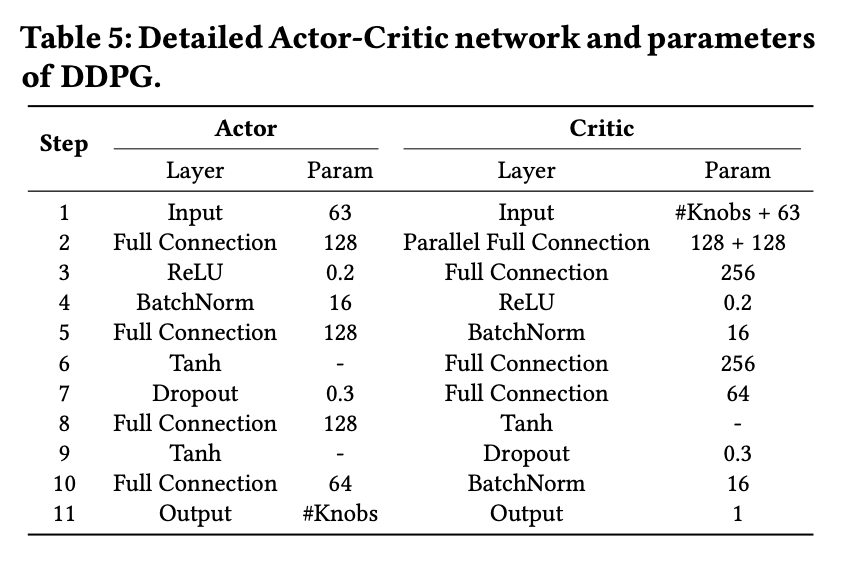 Table 5: Detailed Actor-Critic network and parameters
of DDPG.
Step Actor Critic
Layer Param Layer Param
1 Input 63 Input #Knobs + 63
2 Full Connection 128 Parallel Full Connection 128 + 128
3 ReLU 0.2 Full Connection 256
4 BatchNorm 16 ReLU 0.2
5 Full Connection 128 BatchNorm 16
6 Tanh - Full Connection 256
7 Dropout 0.3 Full Connection 64
8 Full Connection 128 Tanh -
9 Tanh - Dropout 0.3
10 Full Connection 64 BatchNorm 16
11 Output #Knobs Output 1